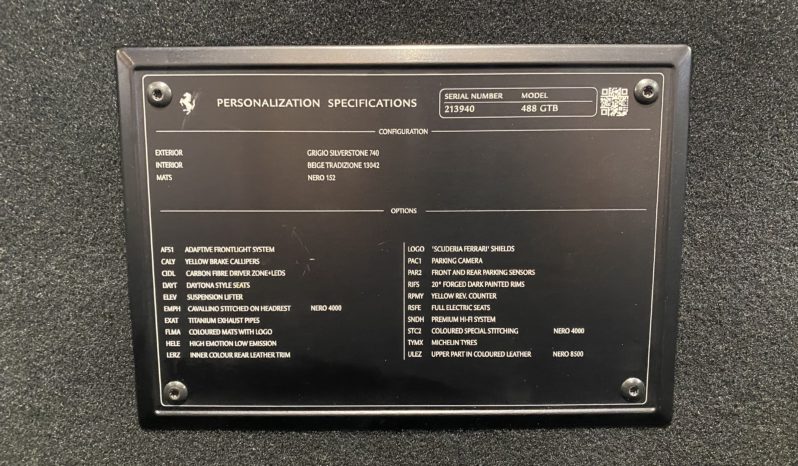 PERSONALIZATION SPECIFICATIONS
SERIAL NUMBER MODEL
213940 488 GTB
CONFIGURATION
EXTERIOR GRIGIO SILVERSTONE 740
INTERIOR BEIGE TRADIZIONE 13042
MATS NERO 152
OPTIONS
AFS1 ADAPTIVE FRONTLIGHT SYSTEM
CALY YELLOW BRAKE CALLIPERS
CIDL CARBON FIBRE DRIVER ZONE+LEDS
DAYT DAYTONA STYLE SEATS
ELEV SUSPENSION LIFTER
EMPH CAVALLINO STITCHED ON HEADREST NERO 4000
EXAT TITANIUM EXHAUST PIPES
FLMA COLOURED MATS WITH LOGO
HELE HIGH EMOTION LOW EMISSION
LERZ INNER COLOUR REAR LEATHER TRIM
LOGO 'SCUDERIA FERRARI' SHIELDS
PAC1 PARKING CAMERA
PAR2 FRONT AND REAR PARKING SENSORS
RIFS 20" FORGED DARK PAINTED RIMS
RPMY YELLOW REV. COUNTER
RSFE FULL ELECTRIC SEATS
SNDH PREMIUM HI-FI SYSTEM
STC2 COLOURED SPECIAL STITCHING NERO 4000
TYMX MICHELIN TYRES
ULEZ UPPER PART IN COLOURED LEATHER NERO 8500